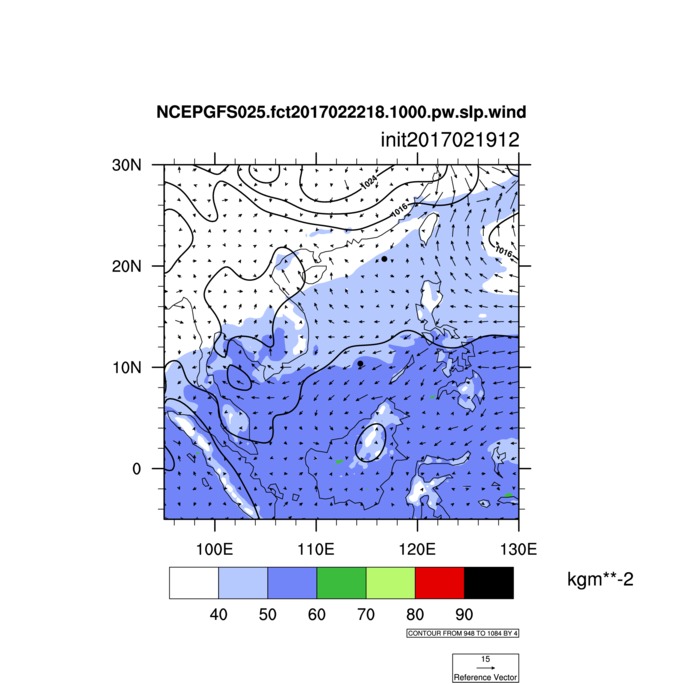 NCEPGFS025.fct2017022218.1000.pw.slp.wind
init2017021912
30N
20N
10N
0
1024
1016
1016
100E 110E 120E 130E
40 50 60 70 80 90
kgm**-2
CONTOUR FROM 948 TO 1084 BY 4
15
Reference Vector